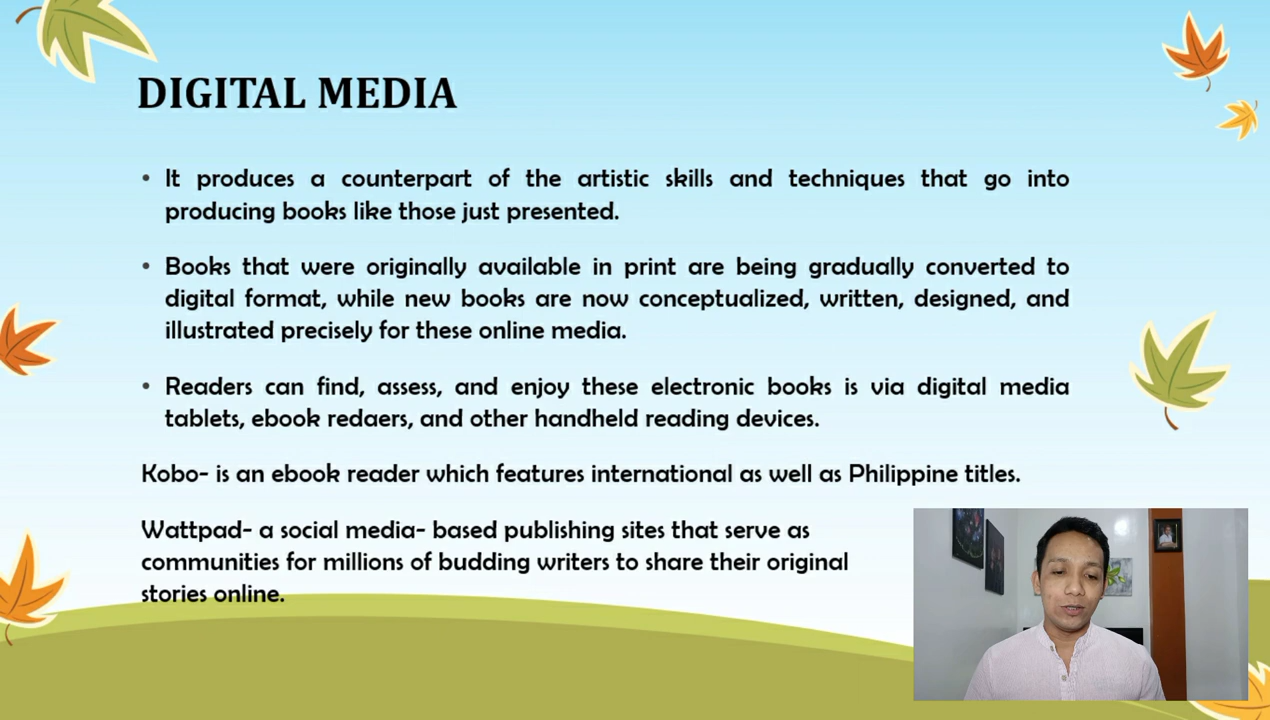 DIGITAL MEDIA
• It produces a counterpart of the artistic skills and techniques that go into
producing books like those just presented.
• Books that were originally available in print are being gradually converted to
digital format, while new books are now conceptualized, written, designed, and
illustrated precisely for these online media.
• Readers can find, assess, and enjoy these electronic books is via digital media
tablets, ebook redaers, and other handheld reading devices.
Kobo- is an ebook reader which features international as well as Philippine titles.
Wattpad- a social media- based publishing sites that serve as
communities for millions of budding writers to share their original
stories online.